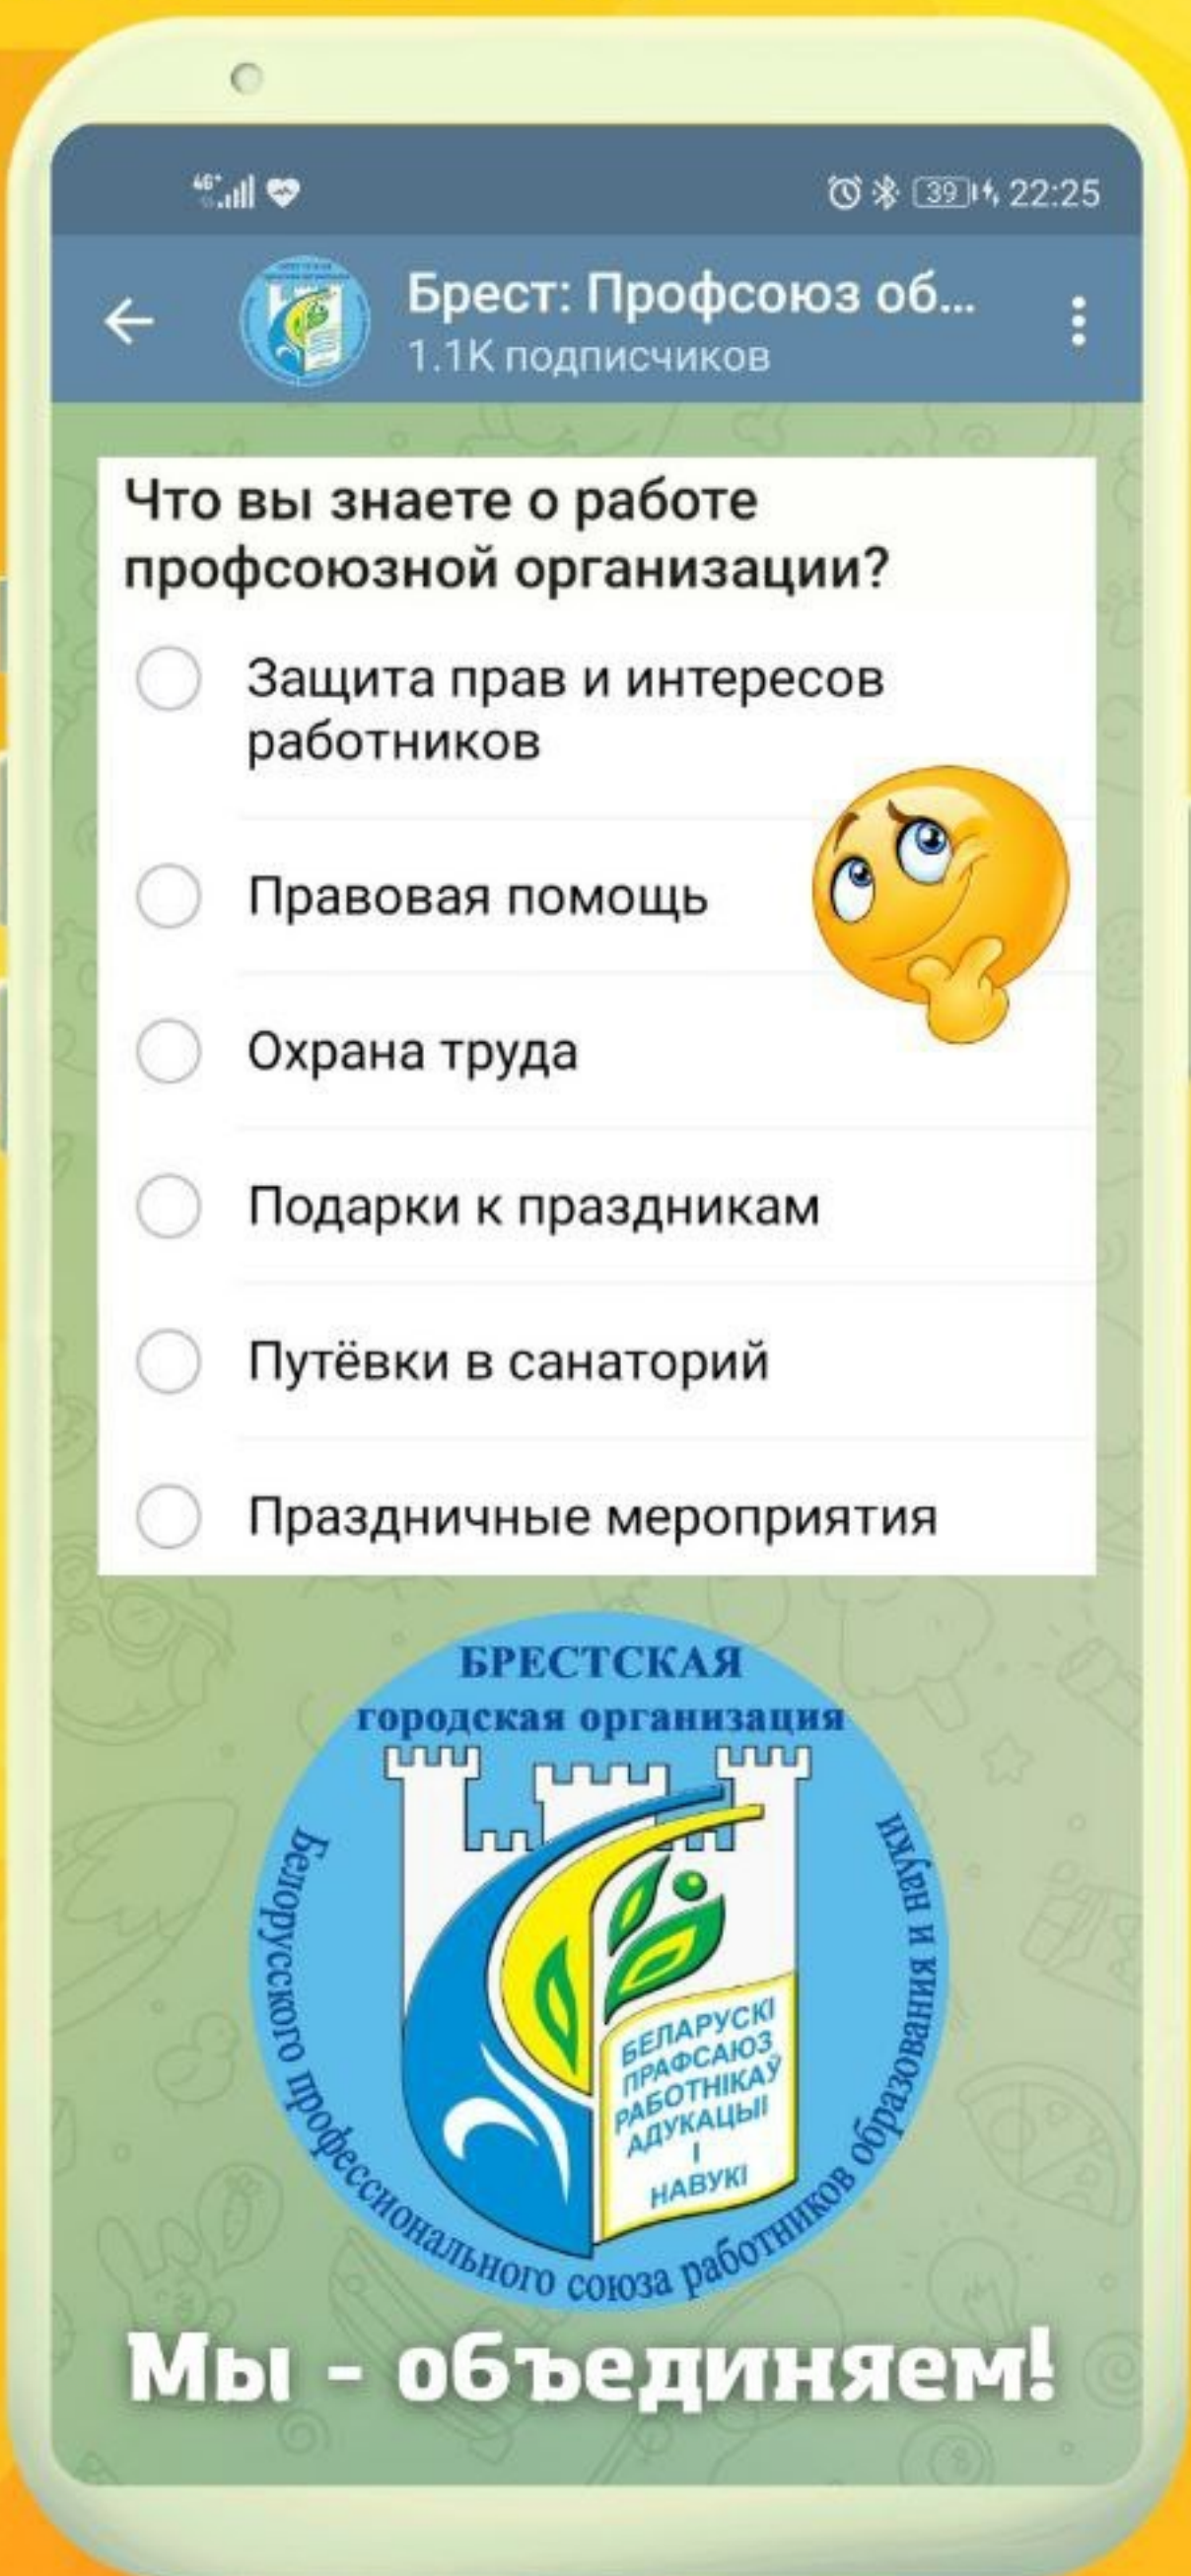 4G+
39
22:25
Брест: Профсоюз об...
1.1K подписчиков
Что вы знаете о работе
профсоюзной организации?
Защита прав и интересов
работников
Правовая помощь
Охрана труда
Подарки к праздникам
Путёвки в санаторий
Праздничные мероприятия
БРЕСТСКАЯ
городская организация
Белорусского профессионального союза работников образования и науки
БЕЛАРУСКІ
ПРАФСАЮЗ
РАБОТНІКАЎ
АДУКАЦЫІ
І
НАВУКІ
Мы - объединяем!